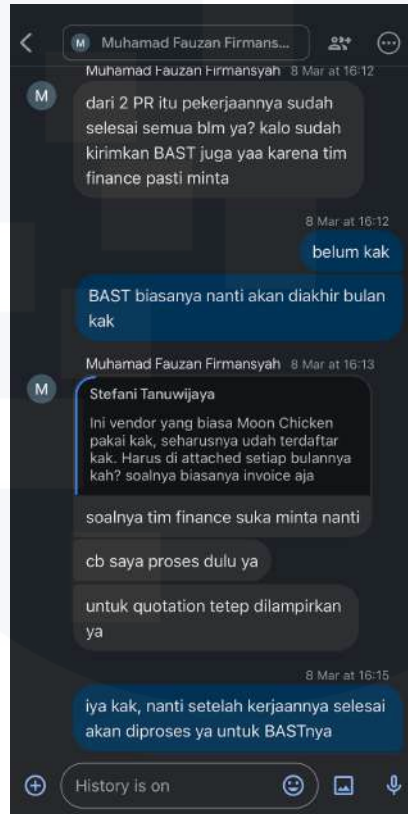 M Muhamad Fauzan Firmans...
Muhamad Fauzan Firmansyah 8 Mar at 16:12
M
dari 2 PR itu pekerjaannya sudah
selesai semua blm ya? kalo sudah
kirimkan BAST juga yaa karena tim
finance pasti minta
8 Mar at 16:12
belum kak
BAST biasanya nanti akan diakhir bulan
kak
Muhamad Fauzan Firmansyah 8 Mar at 16:13
M
Stefani Tanuwijaya
Ini vendor yang biasa Moon Chicken
pakai kak, seharusnya udah terdaftar
kak. Harus di attached setiap bulannya
kah? soalnya biasanya invoice aja
soalnya tim finance suka minta nanti
cb saya proses dulu ya
untuk quotation tetep dilampirkan
ya
8 Mar at 16:15
iya kak, nanti setelah kerjaannya selesai
akan diproses ya untuk BASTnya
History is on